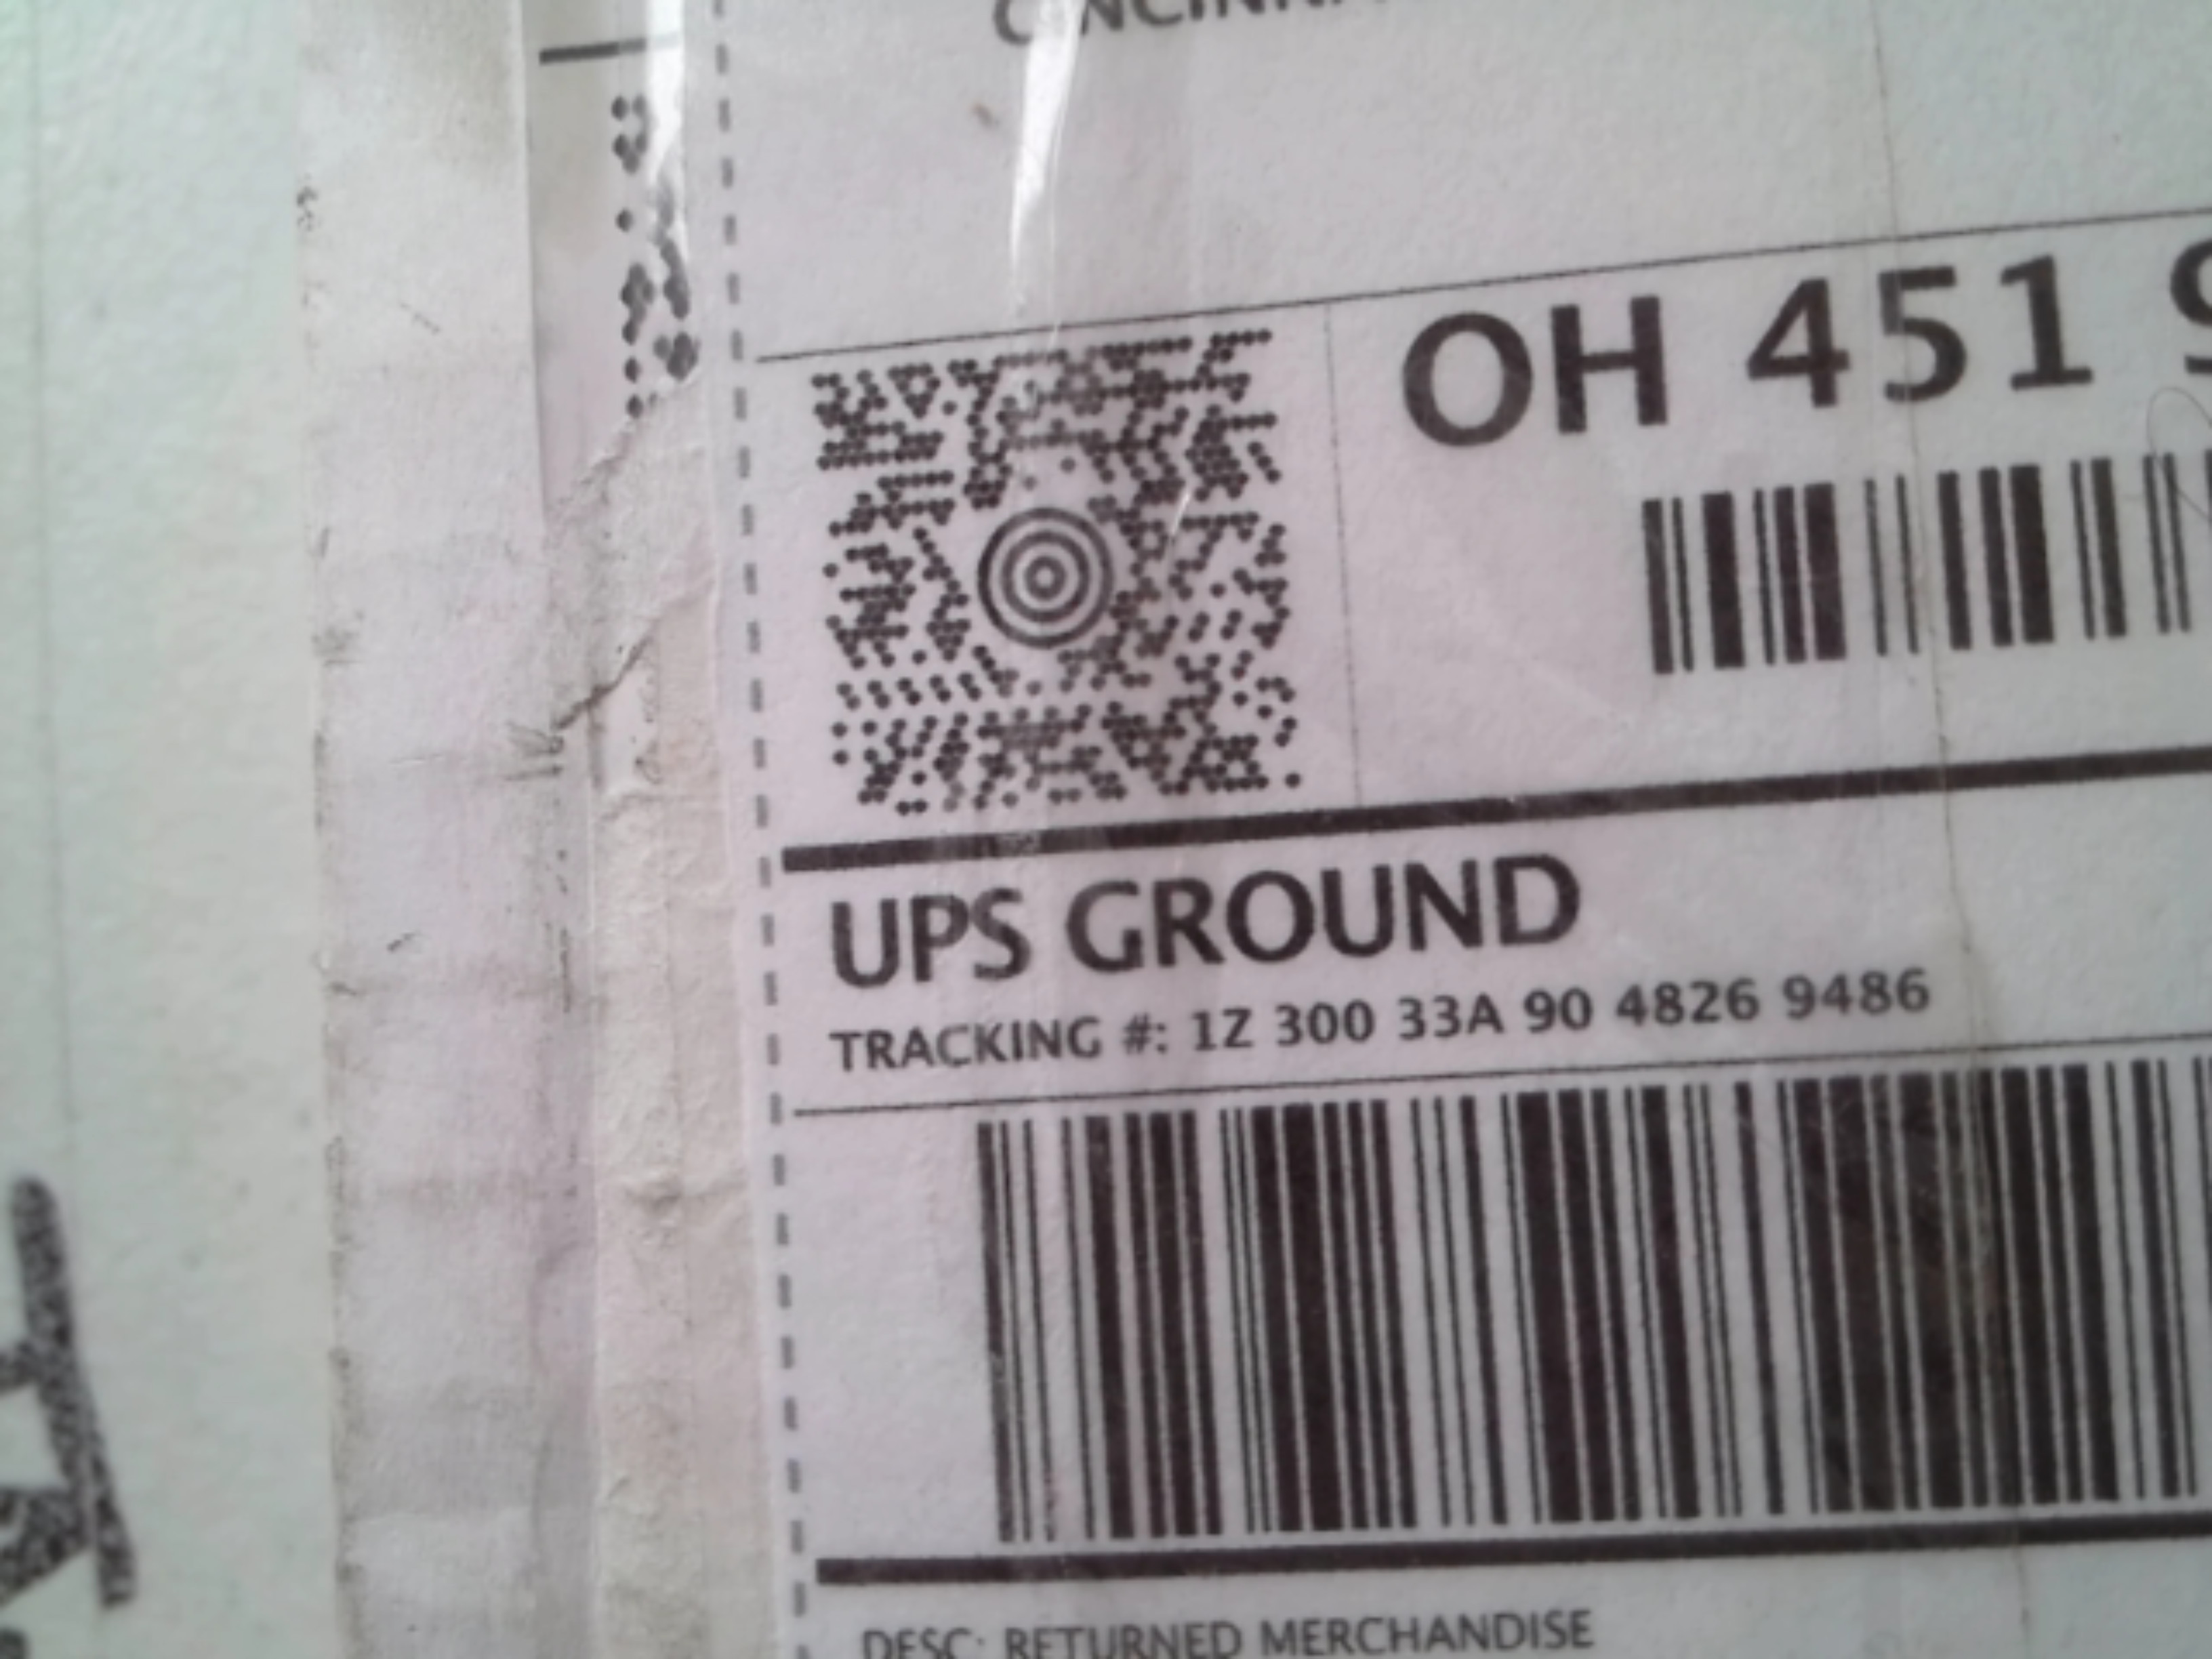 OH 451
UPS GROUND
TRACKING #: 1Z 300 33A 90 4826 9486
DESC: RETURNED MERCHANDISE